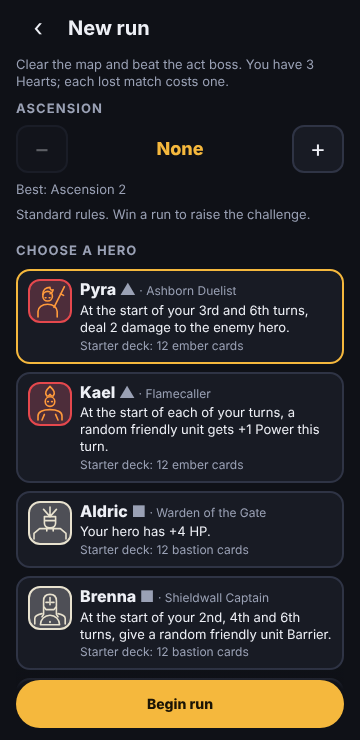 New run
Clear the map and beat the act boss. You have 3
Hearts; each lost match costs one.
ASCENSION
− None +
Best: Ascension 2
Standard rules. Win a run to raise the challenge.
CHOOSE A HERO
Pyra ▲ · Ashborn Duelist
At the start of your 3rd and 6th turns,
deal 2 damage to the enemy hero.
Starter deck: 12 ember cards
Kael ▲ · Flamecaller
At the start of each of your turns, a
random friendly unit gets +1 Power this
turn.
Starter deck: 12 ember cards
Aldric ■ · Warden of the Gate
Your hero has +4 HP.
Starter deck: 12 bastion cards
Brenna ■ · Shieldwall Captain
At the start of your 2nd, 4th and 6th
turns, give a random friendly unit Barrier.
Starter deck: 12 bastion cards
Begin run